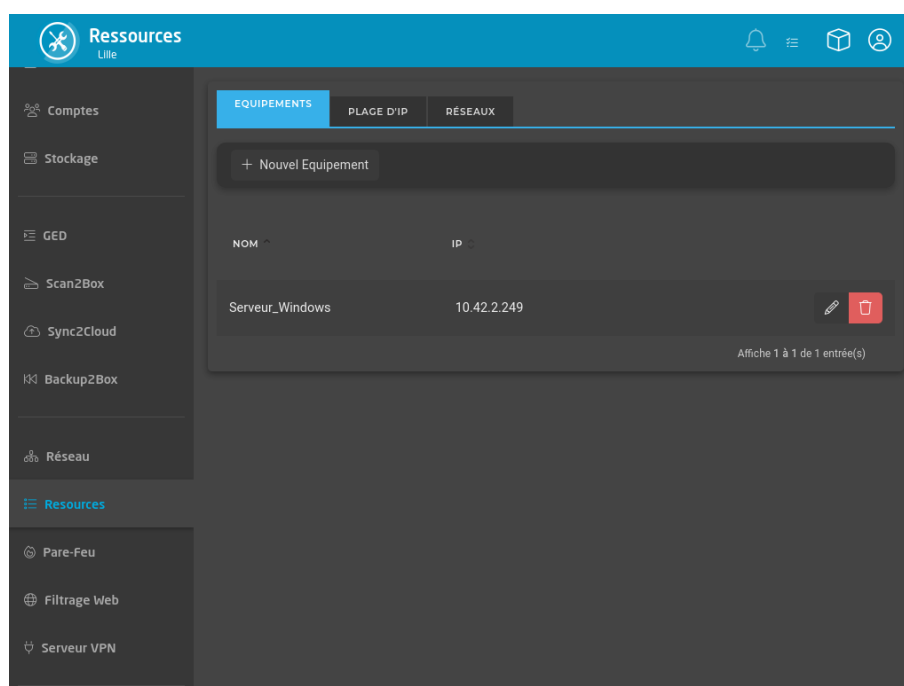 Ressources
Lille
Comptes
Stockage
GED
Scan2Box
Sync2Cloud
Backup2Box
Réseau
Resources
Pare-Feu
Filtrage Web
Serveur VPN
EQUIPEMENTS
PLAGE D'IP
RÉSEAUX
+ Nouvel Equipement
NOM
IP
Serveur_Windows
10.42.2.249
Affiche 1 à 1 de 1 entrée(s)